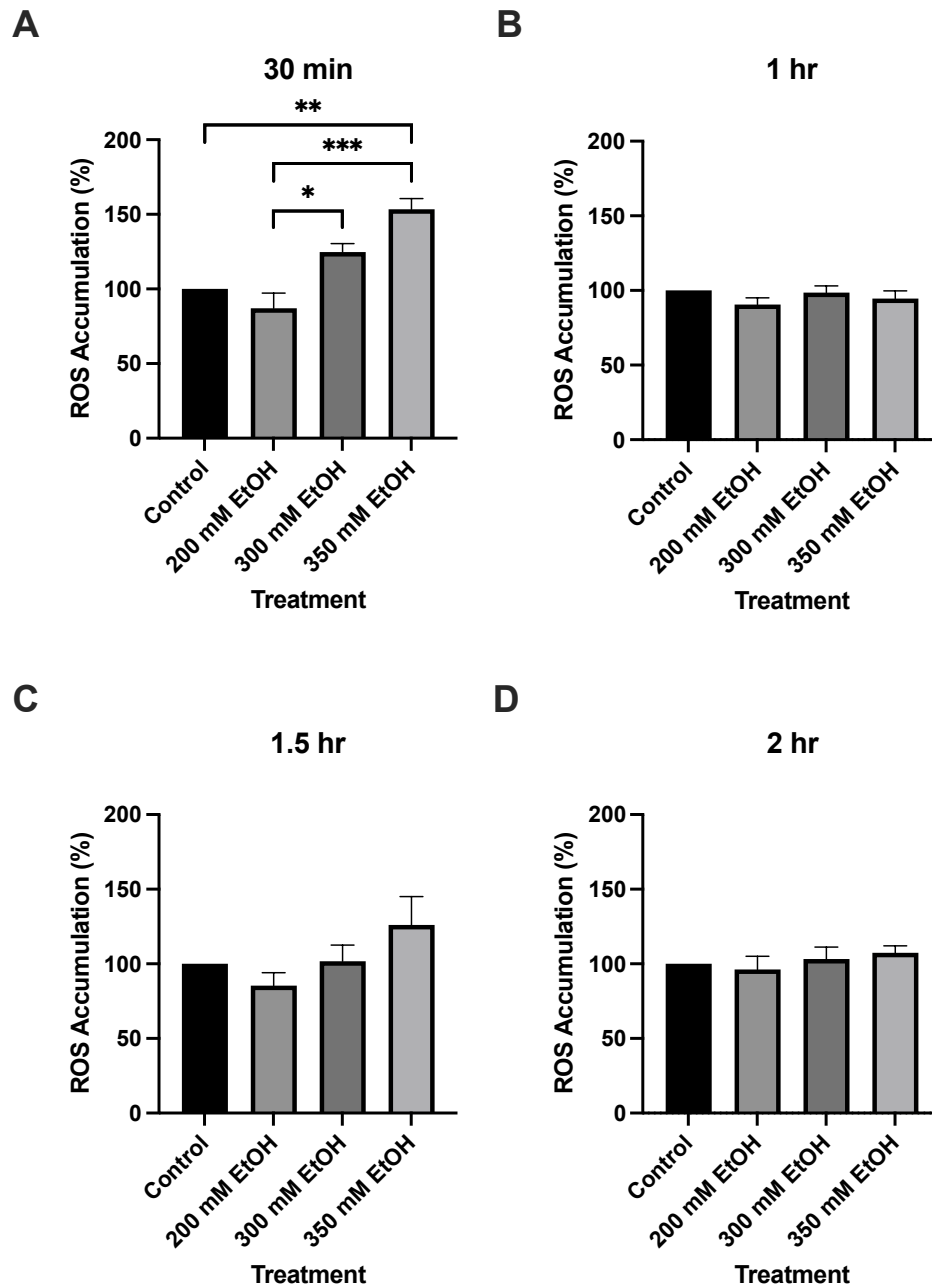 A
30 min
**
***
*
ROS Accumulation (%)
200
150
100
50
0
Control
200 mM EtOH
300 mM EtOH
350 mM EtOH
Treatment
B
1 hr
ROS Accumulation (%)
200
150
100
50
0
Control
200 mM EtOH
300 mM EtOH
350 mM EtOH
Treatment
C
1.5 hr
ROS Accumulation (%)
200
150
100
50
0
Control
200 mM EtOH
300 mM EtOH
350 mM EtOH
Treatment
D
2 hr
ROS Accumulation (%)
200
150
100
50
0
Control
200 mM EtOH
300 mM EtOH
350 mM EtOH
Treatment